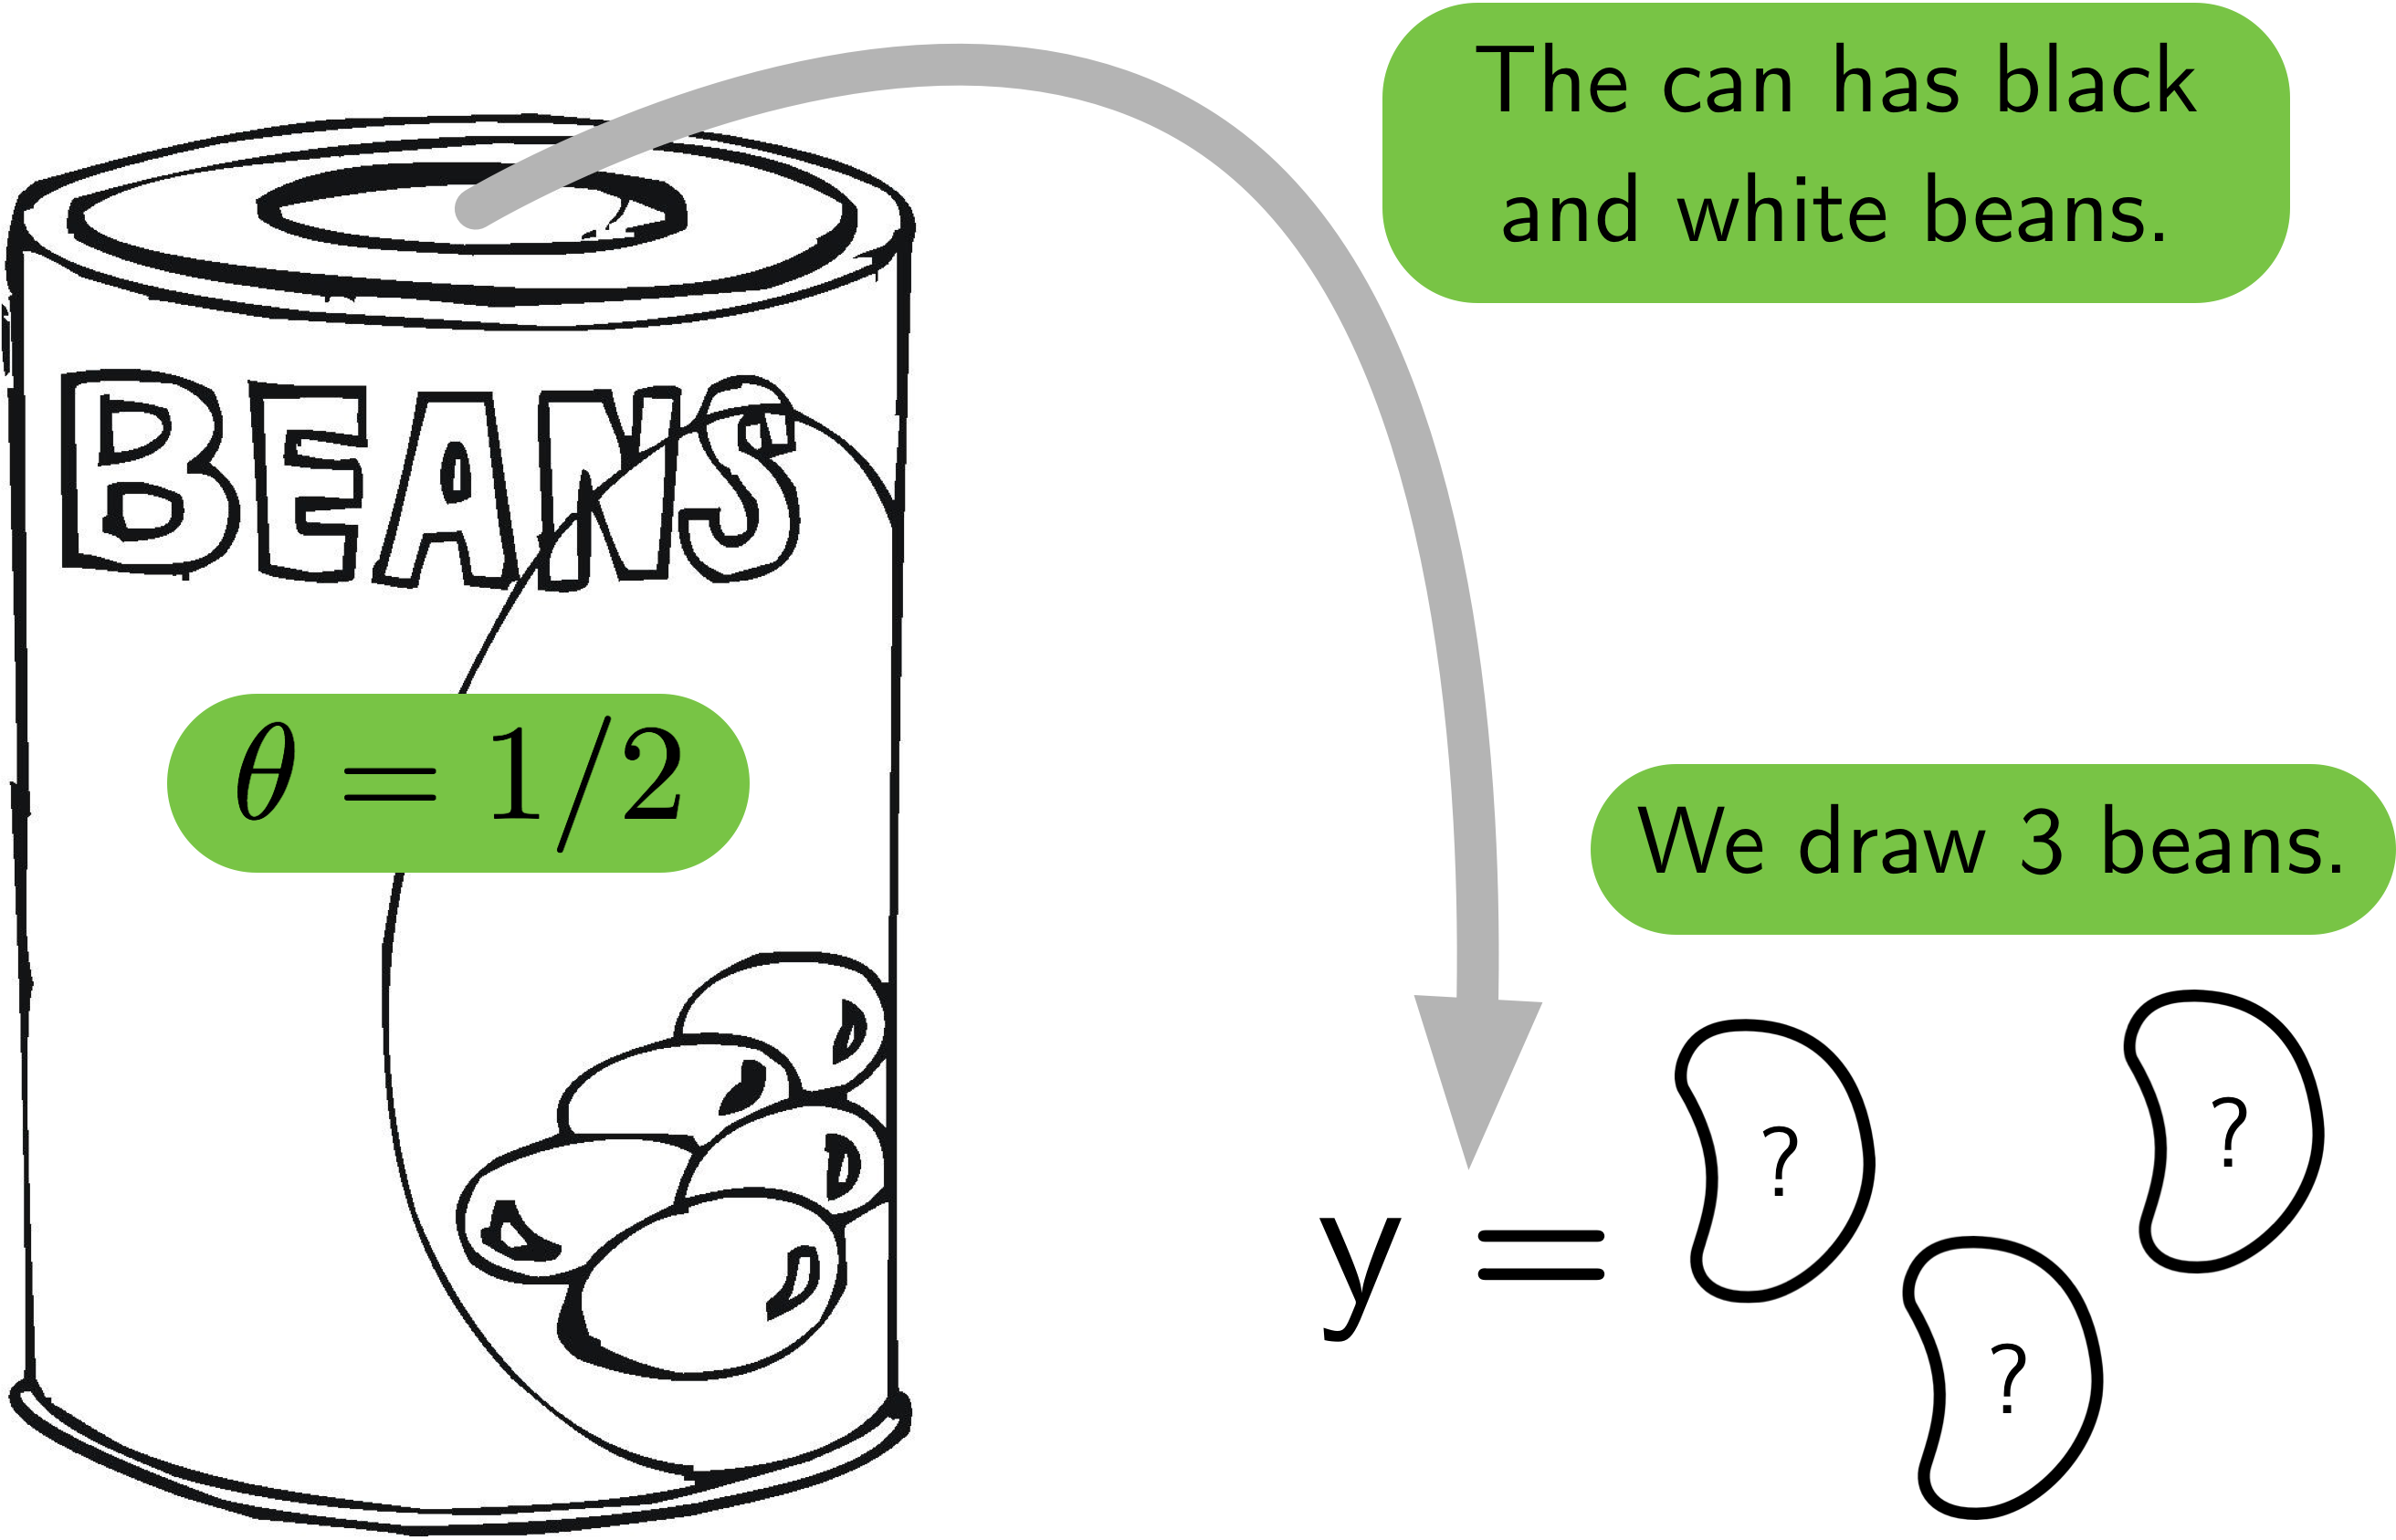 The can has black
and white beans.
BEANS
θ = 1/2
We draw 3 beans.
y =
?
?
?